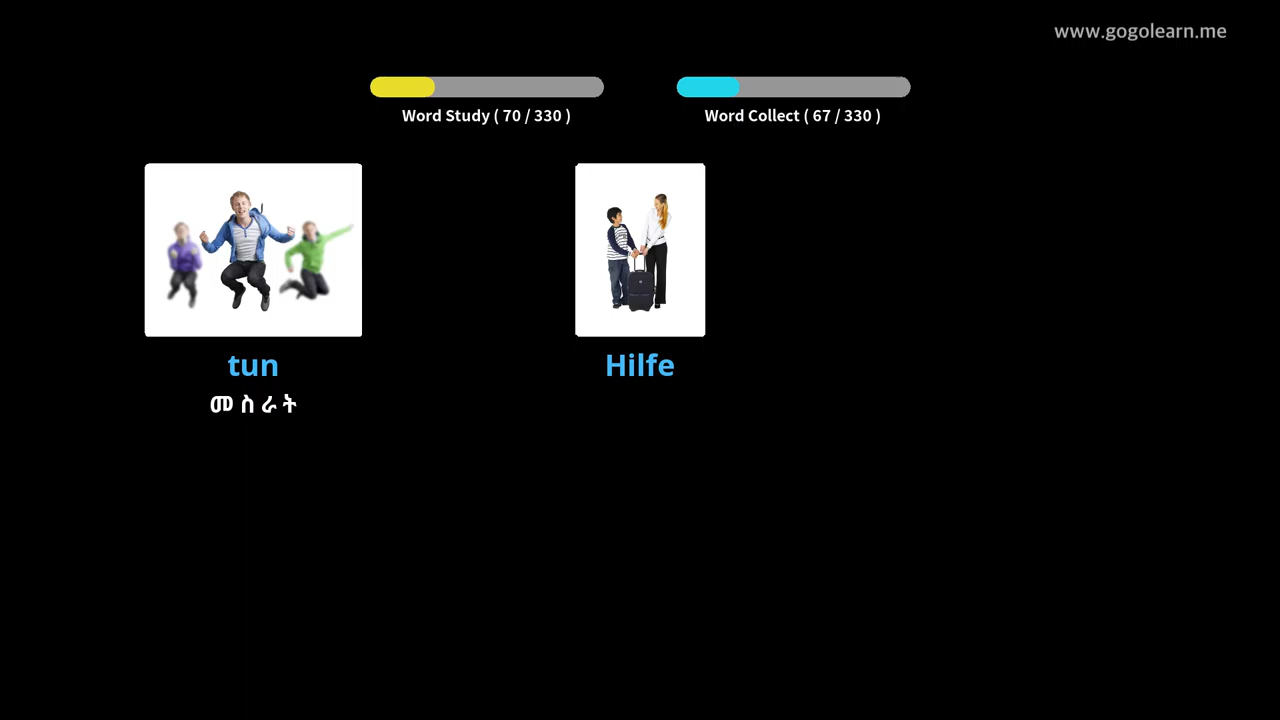 www.gogolearn.me
Word Study ( 70 / 330 )
Word Collect ( 67 / 330 )
tun
መስራት
Hilfe